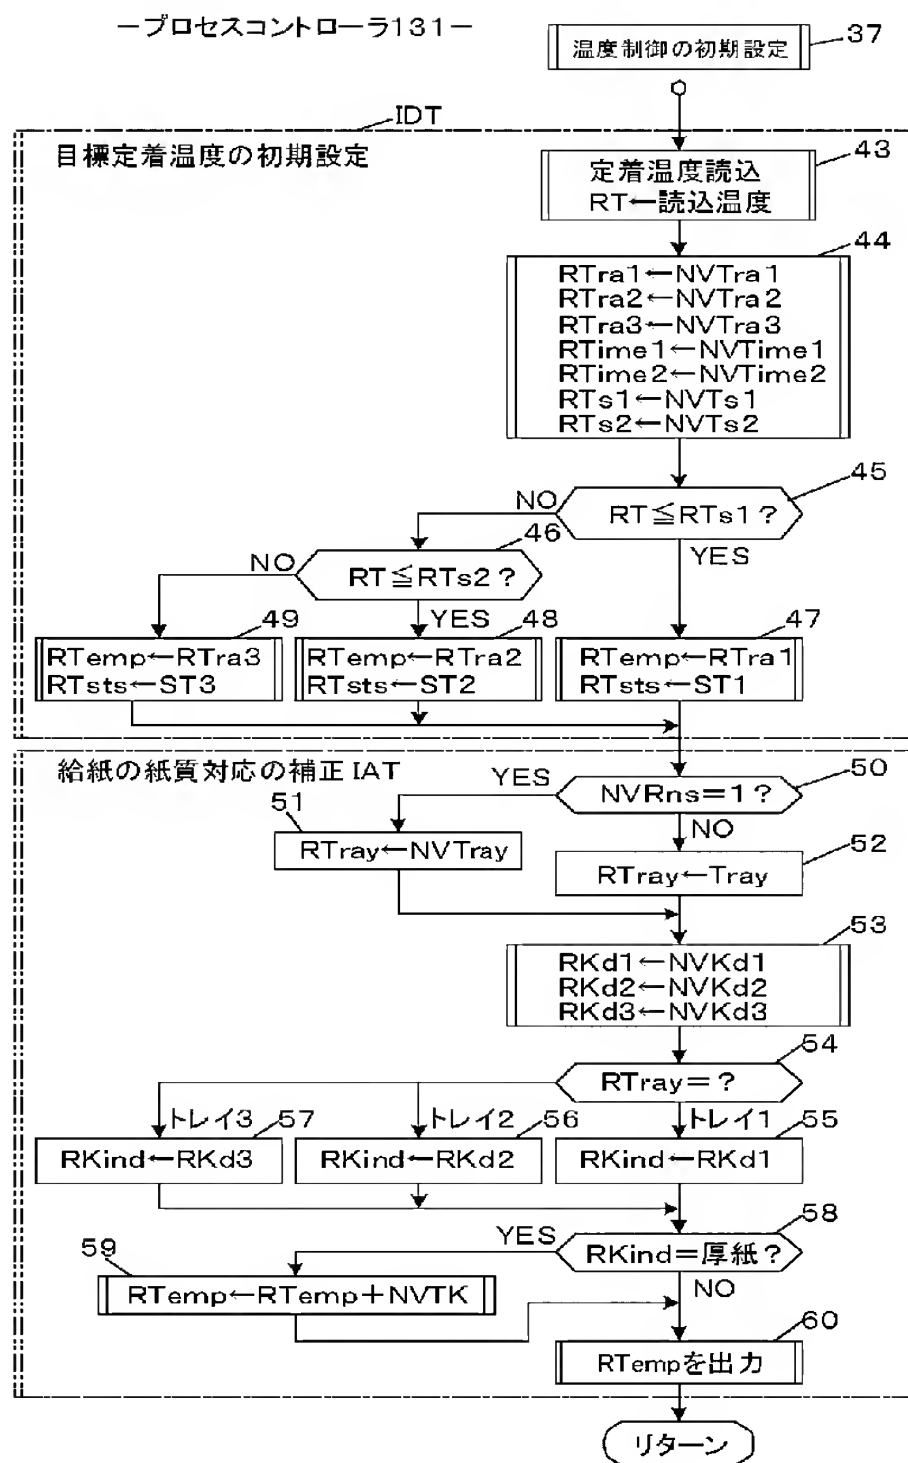 －プロセスコントローラ131－
温度制御の初期設定
37
IDT
目標定着温度の初期設定
43
定着温度読込
RT←読込温度
44
RTra1←NVTra1
RTra2←NVTra2
RTra3←NVTra3
RTime1←NVTime1
RTime2←NVTime2
RTs1←NVTs1
RTs2←NVTs2
45
NO
RT≦RTs1?
46
YES
NO
RT≦RTs2?
YES
49
48
47
RTemp←RTra3
RTsts←ST3
RTemp←RTra2
RTsts←ST2
RTemp←RTra1
RTsts←ST1
給紙の紙質対応の補正 IAT
50
YES
NVRns=1?
51
NO
RTray←NVTray
52
RTray←Tray
53
RKd1←NVKd1
RKd2←NVKd2
RKd3←NVKd3
54
RTray=?
トレイ3
57
トレイ2
56
トレイ1
55
RKind←RKd3
RKind←RKd2
RKind←RKd1
58
YES
RKind=厚紙?
59
NO
RTemp←RTemp+NVTK
60
RTempを出力
リターン